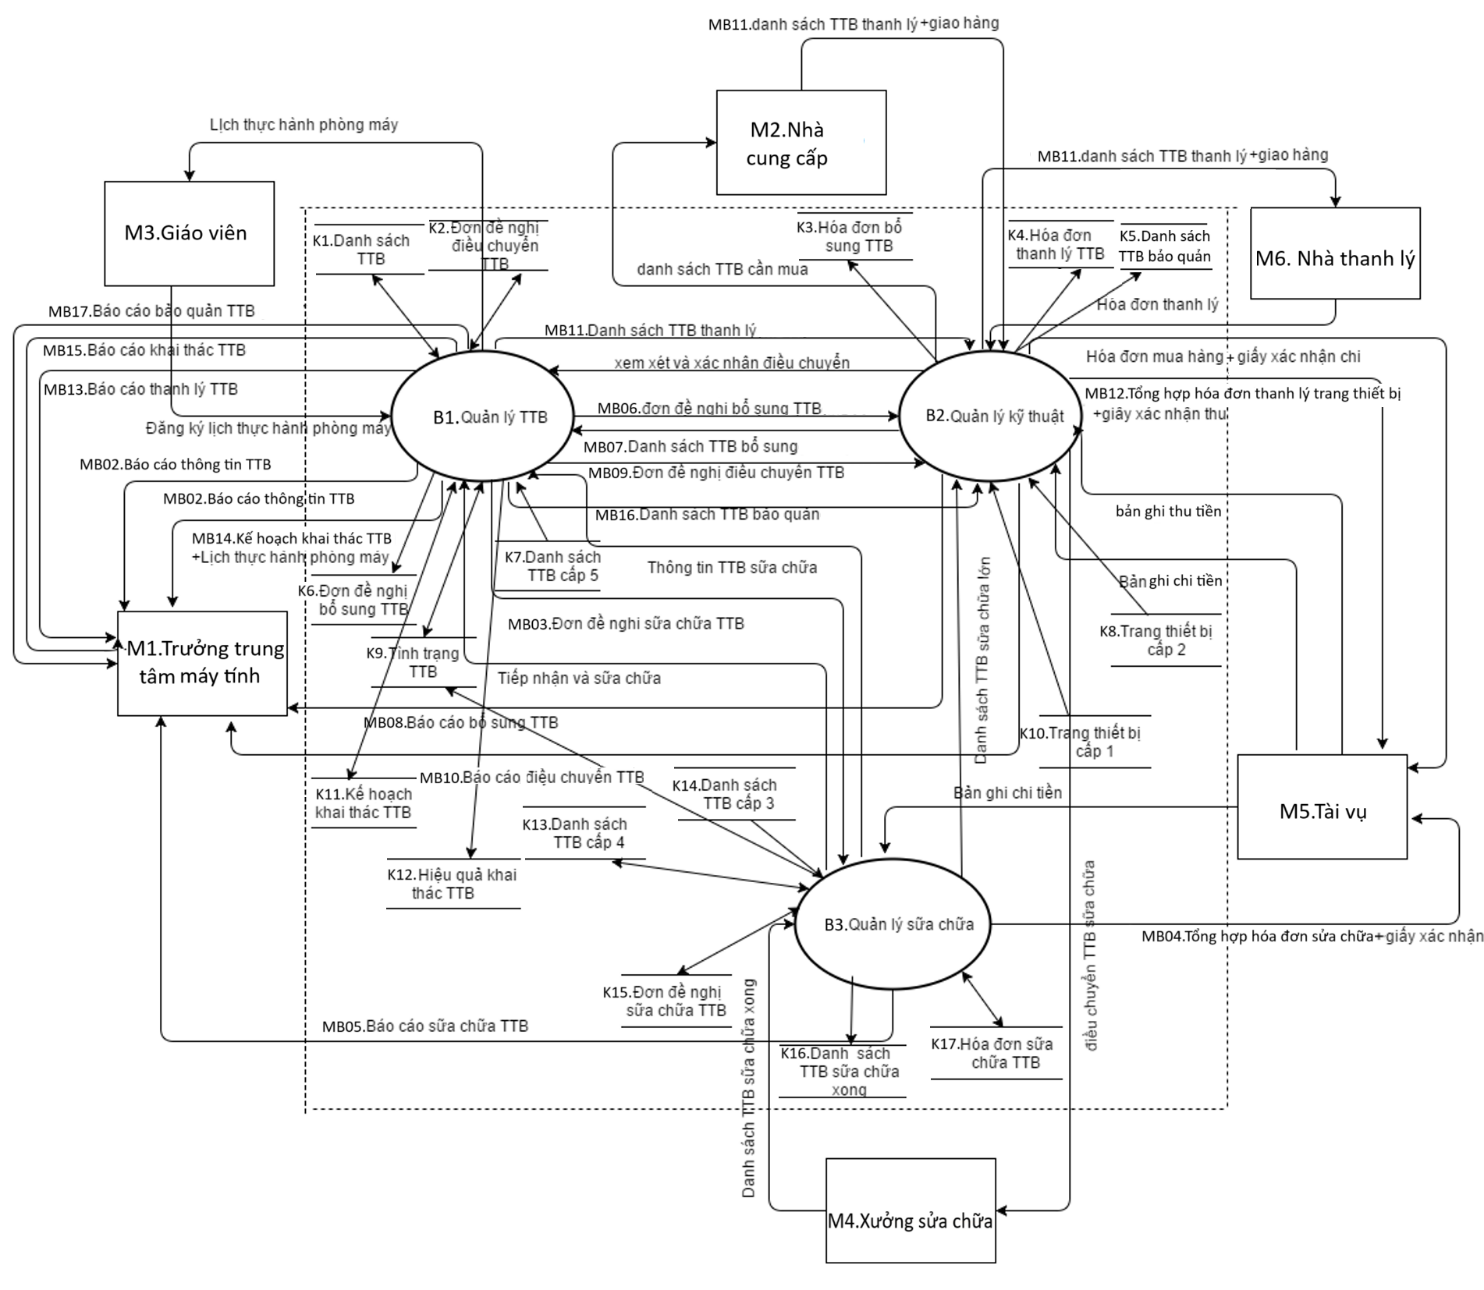 MB11.danh sách TTB thanh lý+giao hàng
Lịch thực hành phòng máy
M2.Nhà
cung cấp
MB11.danh sách TTB thanh lý+giao hàng
M3.Giáo viên
K1.Danh sách
TTB
K2.Đơn đề nghị
điều chuyển
TTB
K3.Hóa đơn bổ
sung TTB
K4.Hóa đơn
thanh lý TTB
K5.Danh sách
TTB bảo quản
M6. Nhà thanh lý
danh sách TTB cần mua
Hóa đơn thanh lý
MB17.Báo cáo bảo quản TTB
MB11.Danh sách TTB thanh lý
MB15.Báo cáo khai thác TTB
xem xét và xác nhận điều chuyển
Hóa đơn mua hàng+giấy xác nhận chi
MB13.Báo cáo thanh lý TTB
MB12.Tổng hợp hóa đơn thanh lý trang thiết bị
+giây xác nhận thu
B1.Quản lý TTB
MB06.đơn đề nghi bổ sung TTB
B2.Quản lý kỹ thuật
Đăng ký lịch thực hành phòng máy
MB07.Danh sách TTB bổ sung
MB02.Báo cáo thông tin TTB
MB09.Đơn đề nghị điều chuyển TTB
MB02.Báo cáo thông tin TTB
MB16.Danh sách TTB bảo quản
bản ghi thu tiền
MB14.Kế hoạch khai thác TTB
+Lịch thực hành phòng máy
K7.Danh sách
TTB cấp 5
Thông tin TTB sữa chữa
Bản ghi chi tiền
K6.Đơn đề nghị
bổ sung TTB
MB03.Đơn đề nghi sữa chữa TTB
K8.Trang thiết bị
cấp 2
M1.Trưởng trung
tâm máy tính
K9.Tình trạng
TTB
Tiếp nhận và sữa chữa
Danh sách TTB sữa chữa lớn
MB08.Báo cáo bổ sung TTB
K10.Trang thiết bị
cấp 1
MB10.Báo cáo điệu chuyển TTB
K11.Kế hoạch
khai thác TTB
K14.Danh sách
TTB cấp 3
Bản ghi chi tiền
M5.Tài vụ
K13.Danh sách
TTB cấp 4
K12.Hiệu quả khai
thác TTB
B3.Quản lý sữa chữa
MB04.Tổng hợp hóa đơn sửa chữa+giấy xác nhận
điều chuyển TTB sữa chữa
K15.Đơn đề nghị
sữa chữa TTB
Danh sách TTB sữa chữa xong
MB05.Báo cáo sữa chữa TTB
K16.Danh sách
TTB sữa chữa
xong
K17.Hóa đơn sữa
chữa TTB
M4.Xưởng sửa chữa